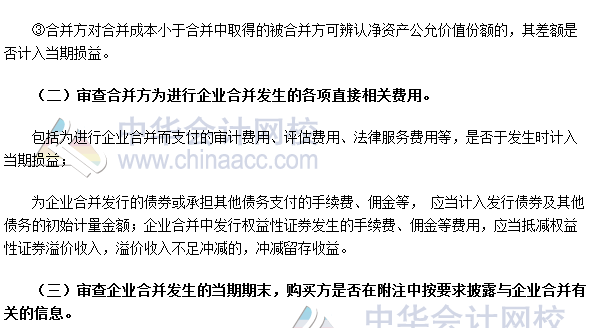 ③合并方对合并成本小于合并中取得的被合并方可辨认净资产公允价值份额的，其差额是
否计入当期损益。
（二）审查合并方为进行企业合并发生的各项直接相关费用。
包括为进行企业合并而支付的审计费用、评估费用、法律服务费用等，是否于发生时计入
当期损益；
中华会计网校
www.chinaacc.com
为企业合并发行的债券或承担其他债务支付的手续费、佣金等， 应当计入发行债券及其他
债务的初始计量金额；企业合并中发行权益性证券发生的手续费、佣金等费用，应当抵减权益
性证券溢价收入，溢价收入不足冲减的，冲减留存收益。
（三）审查企业合并发生的当期期末，购买方是否在附注中按要求披露与企业合并有
关的信息。
中华会计网校